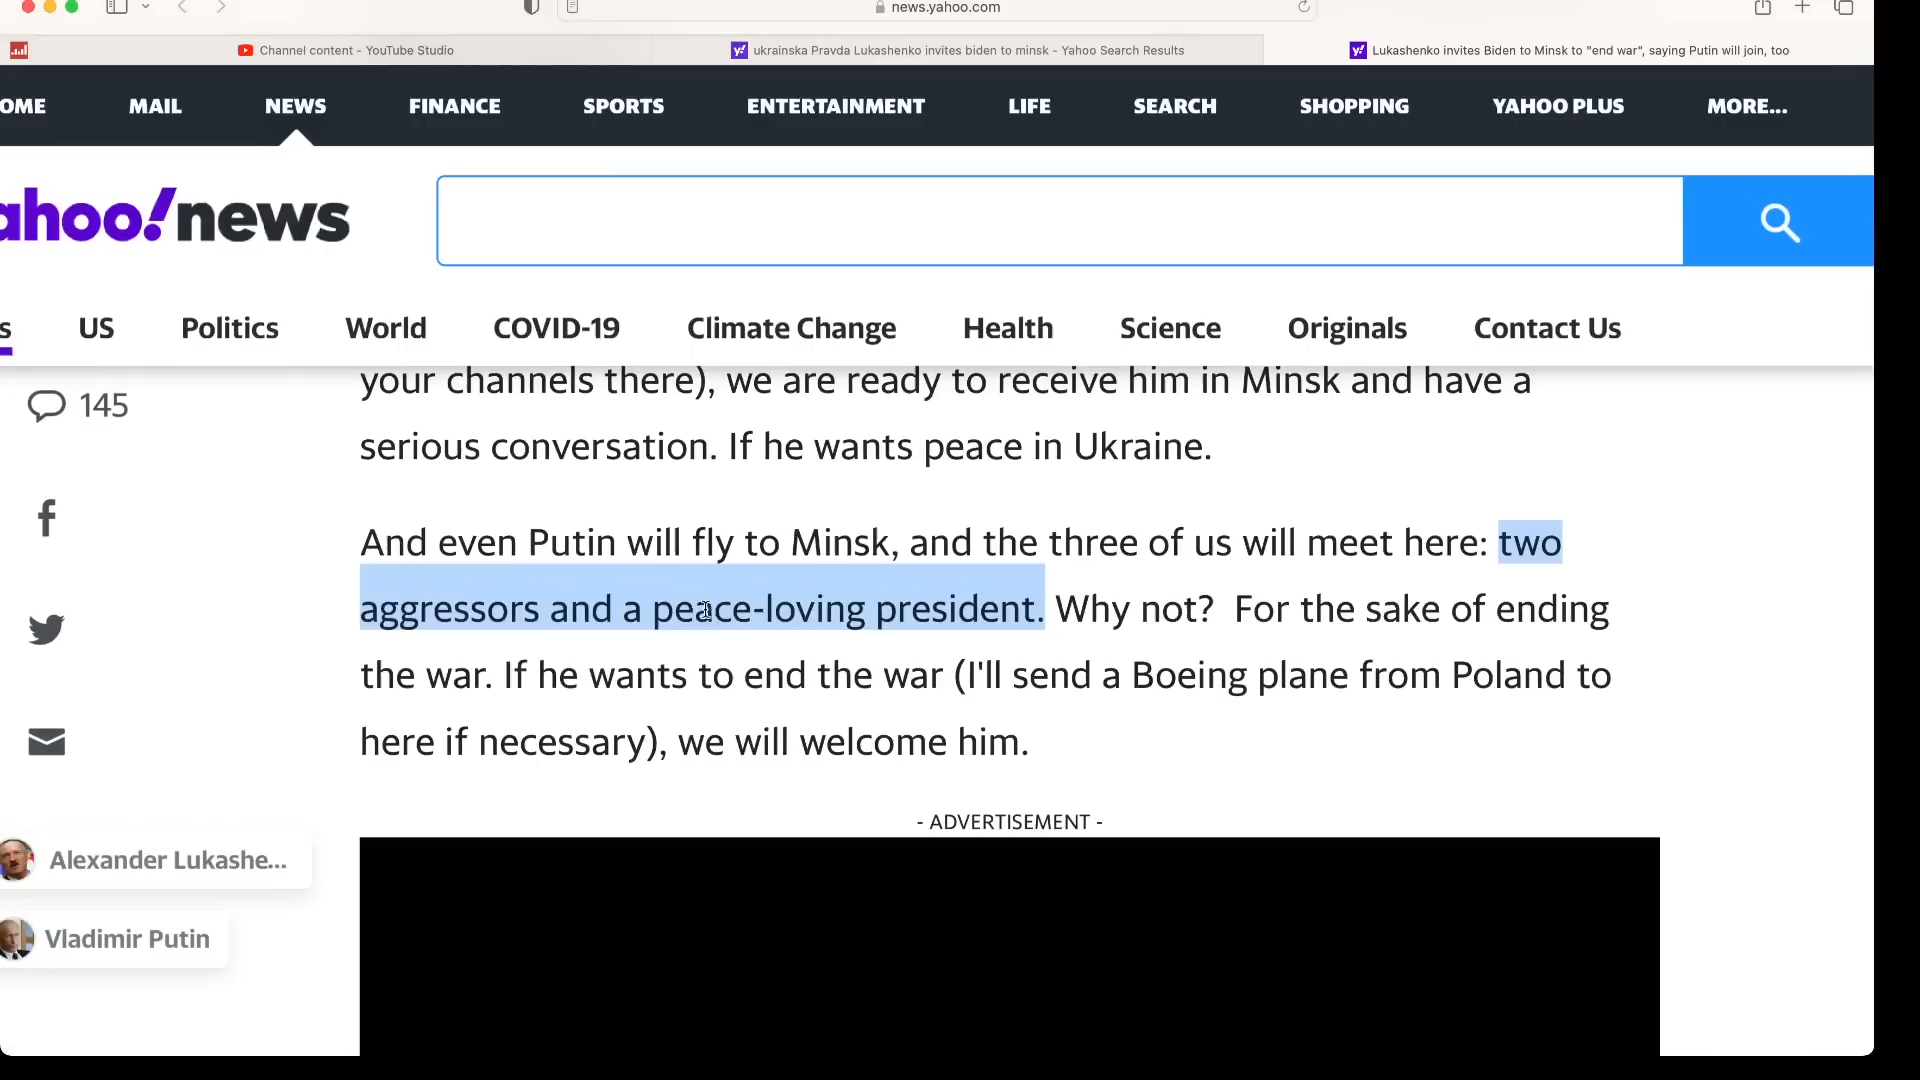 news.yahoo.com
Channel content - YouTube Studio
ukrainska Pravda Lukashenko invites biden to minsk - Yahoo Search Results
Lukashenko invites Biden to Minsk to "end war", saying Putin will join, too
OME MAIL NEWS FINANCE SPORTS ENTERTAINMENT LIFE SEARCH SHOPPING YAHOO PLUS MORE...
ahoo!news
s US Politics World COVID-19 Climate Change Health Science Originals Contact Us
your channels there), we are ready to receive him in Minsk and have a
145
serious conversation. If he wants peace in Ukraine.
And even Putin will fly to Minsk, and the three of us will meet here: two
aggressors and a peace-loving president. Why not? For the sake of ending
the war. If he wants to end the war (I'll send a Boeing plane from Poland to
here if necessary), we will welcome him.
- ADVERTISEMENT -
Alexander Lukashe...
Vladimir Putin